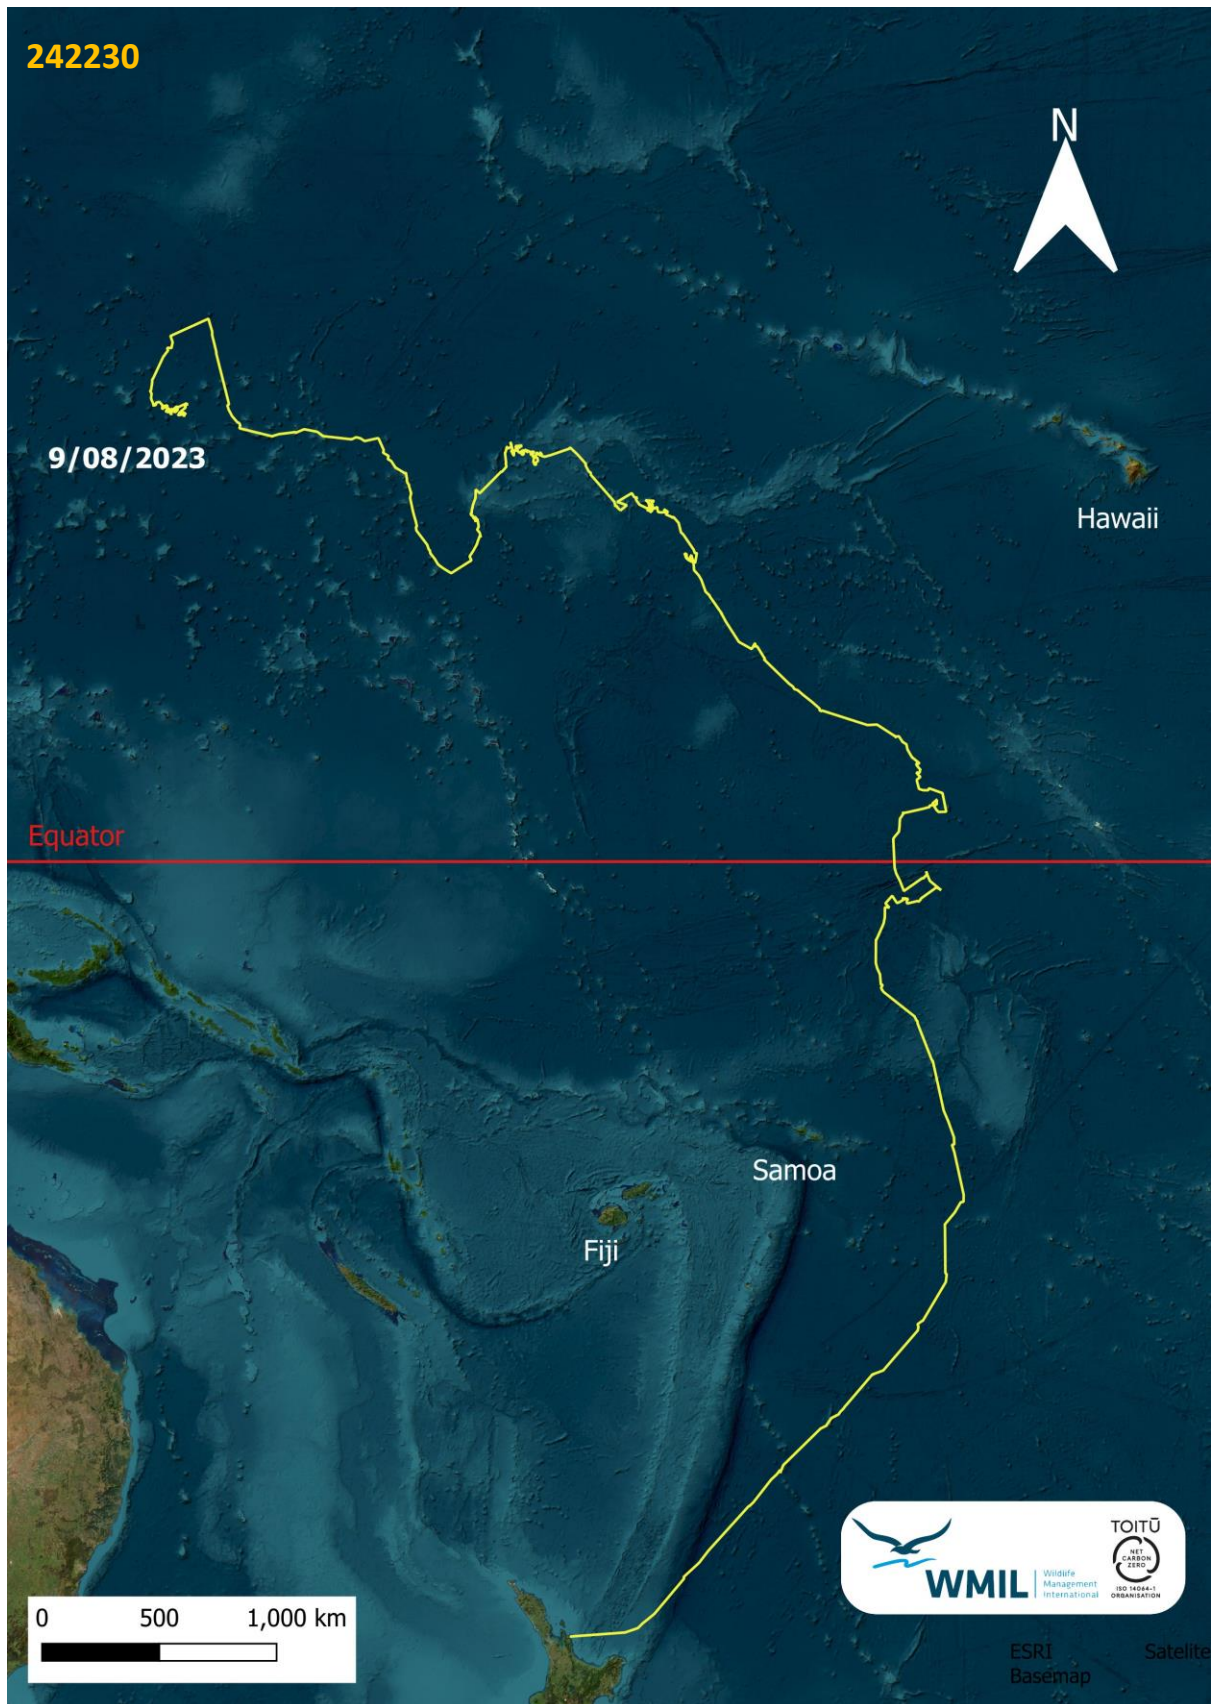 242230
N
9/08/2023
Hawaii
Equator
Samoa
Fiji
TOITŪ
NET
CARBON
ZERO
ISO 14064-1
ORGANISATION
WMIL
Wildlife
Management
International
0 500 1,000 km
ESRI Satelite
Basemap